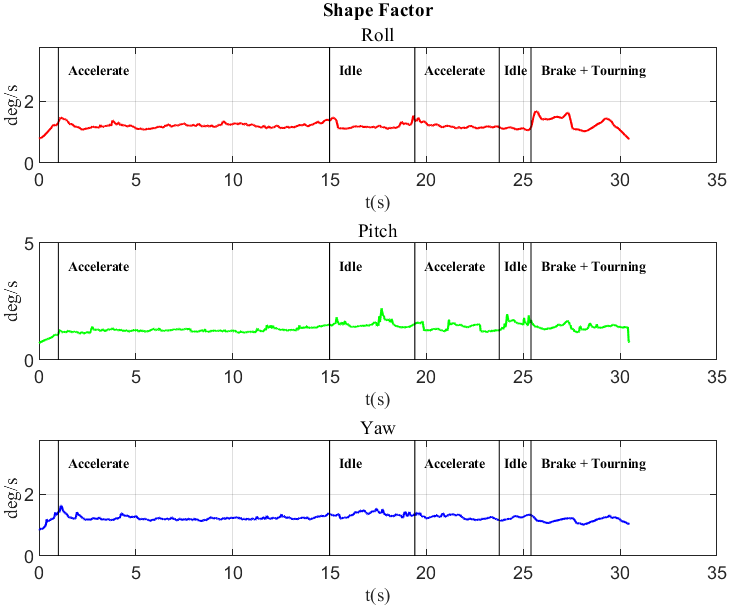 Shape Factor
Roll
deg/s
2
0
Accelerate Idle Accelerate Idle Brake + Tourning
0 5 10 15 20 25 30 35
t(s)
Pitch
deg/s
5
0
Accelerate Idle Accelerate Idle Brake + Tourning
0 5 10 15 20 25 30 35
t(s)
Yaw
deg/s
2
0
Accelerate Idle Accelerate Idle Brake + Tourning
0 5 10 15 20 25 30 35
t(s)